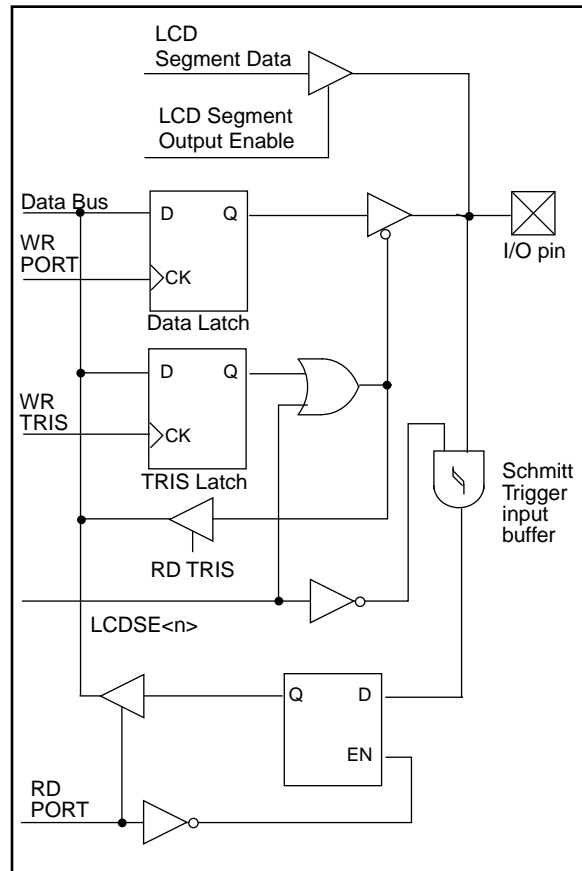 LCD
Segment Data
LCD Segment
Output Enable
Data Bus
D
Q
WR
PORT
CK
I/O pin
Data Latch
D
Q
WR
TRIS
CK
TRIS Latch
Schmitt
Trigger
input
buffer
RD TRIS
LCDSE<n>
Q
D
EN
RD
PORT